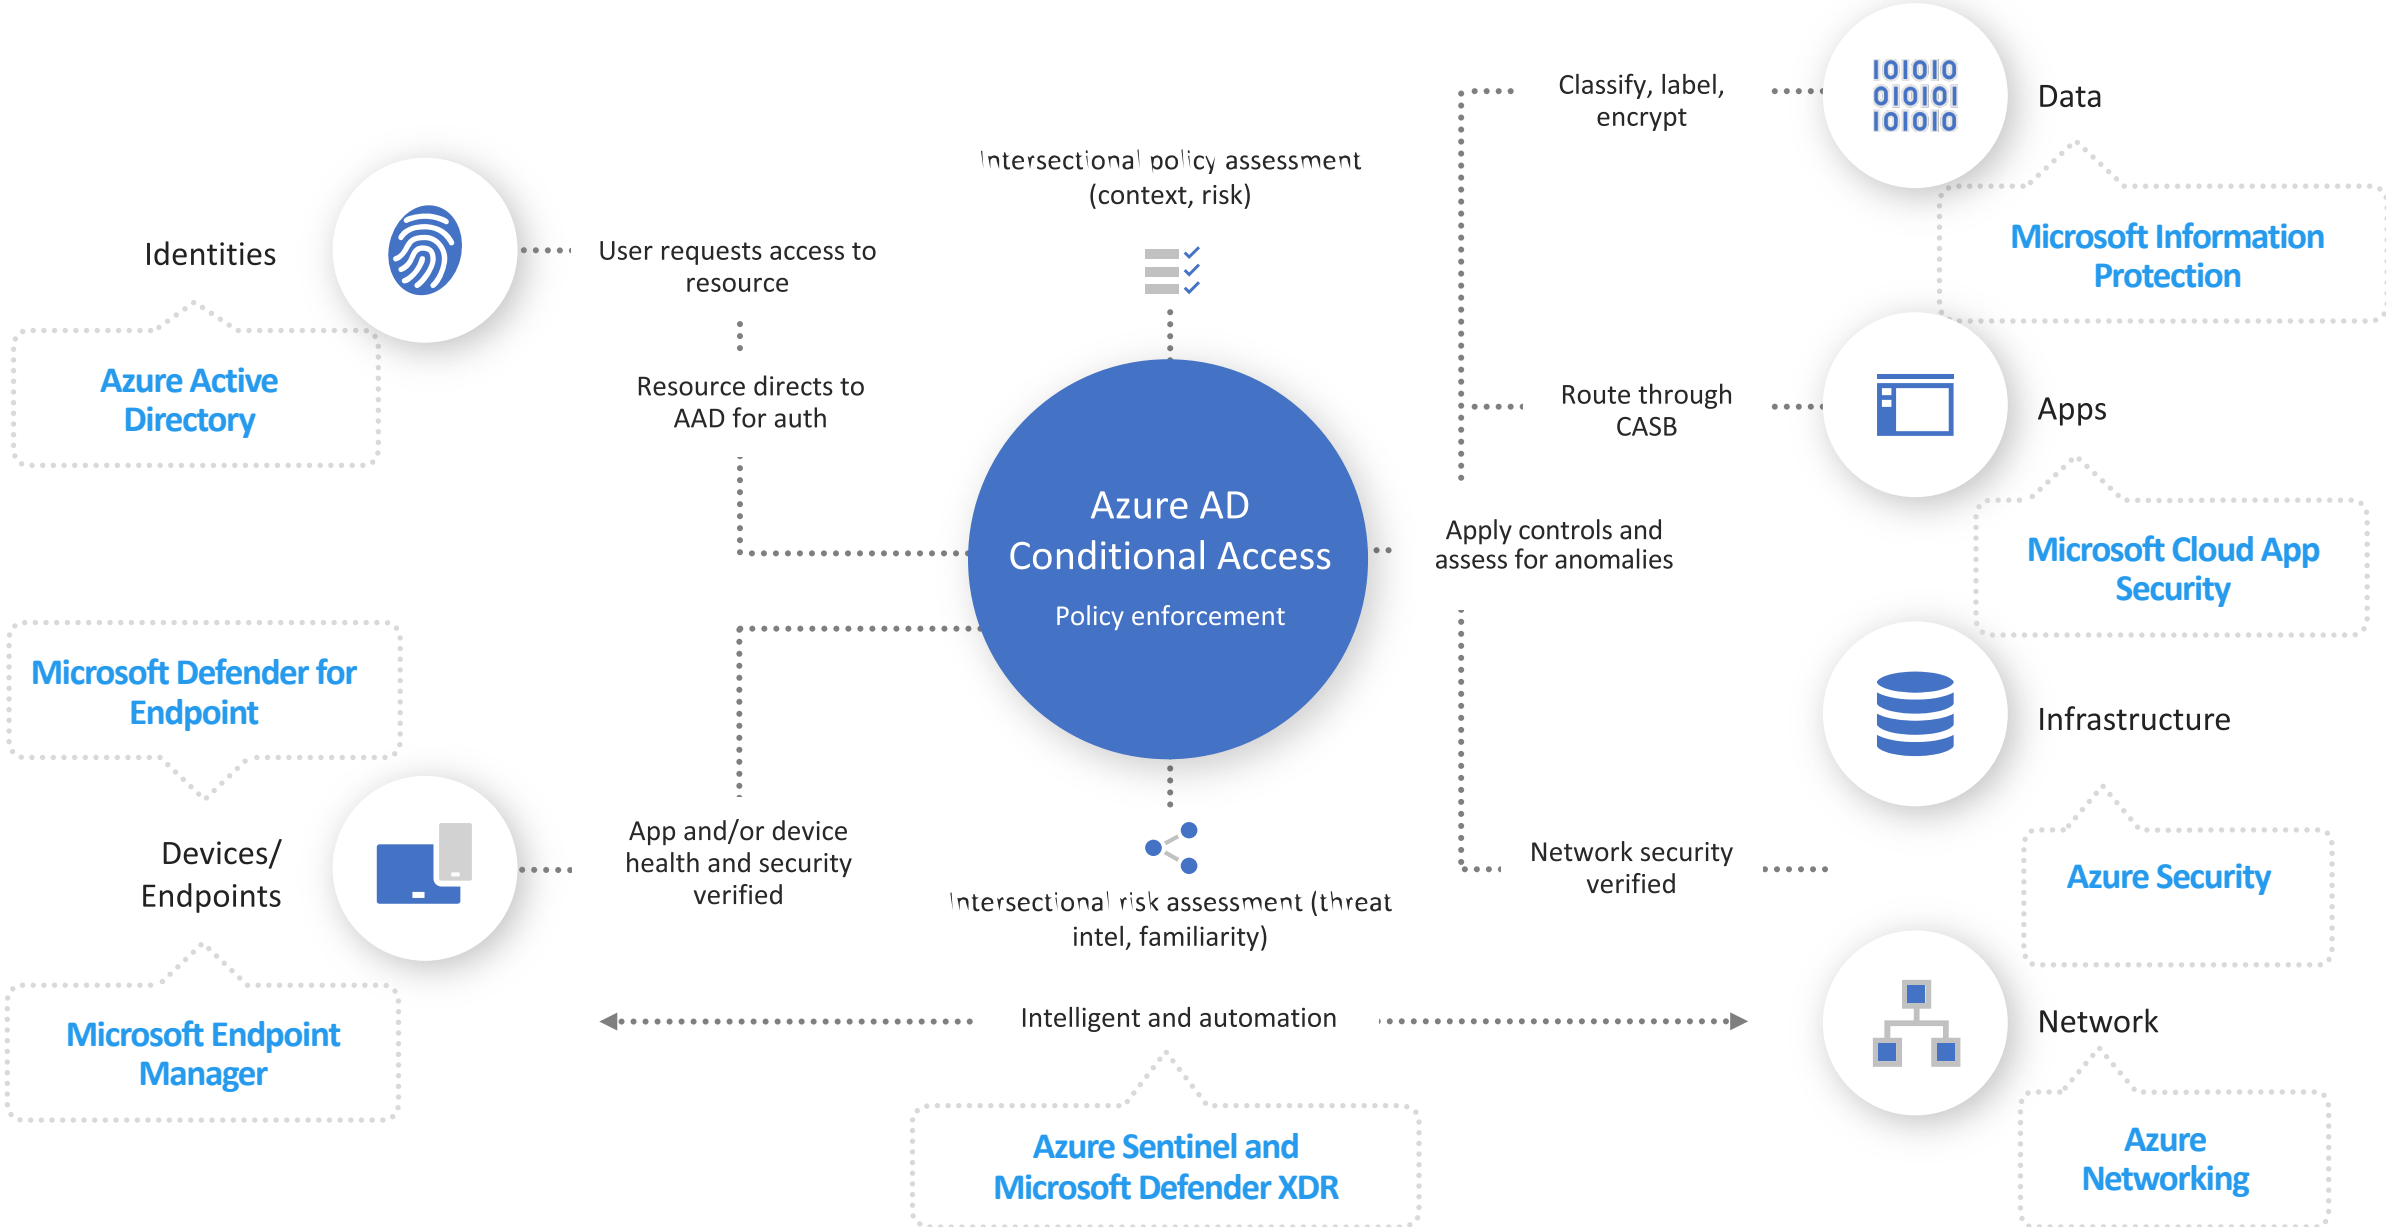 Identities
Azure Active
Directory
User requests access to
resource
Resource directs to
AAD for auth
Microsoft Defender for
Endpoint
Devices/
Endpoints
Microsoft Endpoint
Manager
App and/or device
health and security
verified
Intersectional policy assessment
(context, risk)
Azure AD
Conditional Access
Policy enforcement
Intersectional risk assessment (threat
intel, familiarity)
Intelligent and automation
Azure Sentinel and
Microsoft Defender XDR
Classify, label,
encrypt
Route through
CASB
Apply controls and
assess for anomalies
Network security
verified
101010
010101
101010
Data
Microsoft Information
Protection
Apps
Microsoft Cloud App
Security
Infrastructure
Azure Security
Network
Azure
Networking